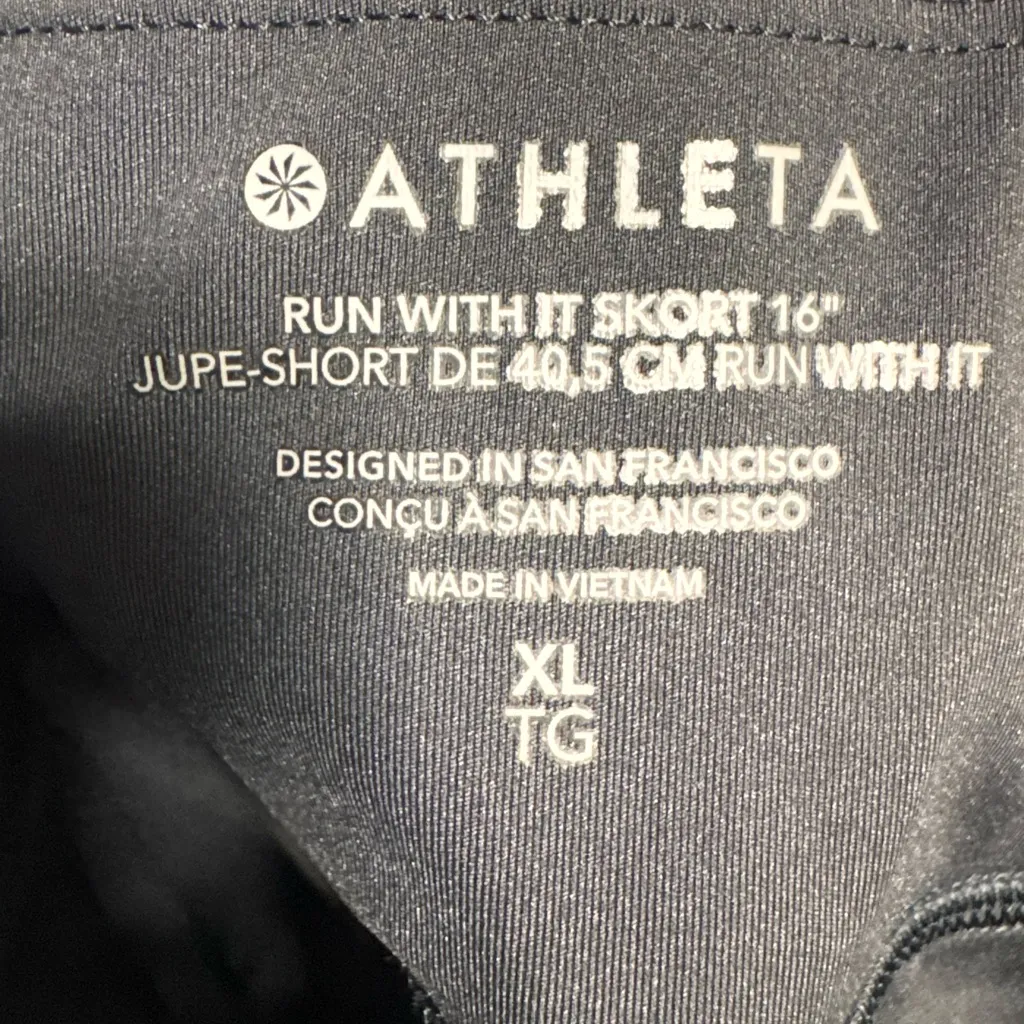 ATHLETA
RUN WITH IT SKORT 16"
JUPE-SHORT DE 40,5 CM RUN WITH IT
DESIGNED IN SAN FRANCISCO
CONÇU À SAN FRANCISCO
MADE IN VIETNAM
XL
TG